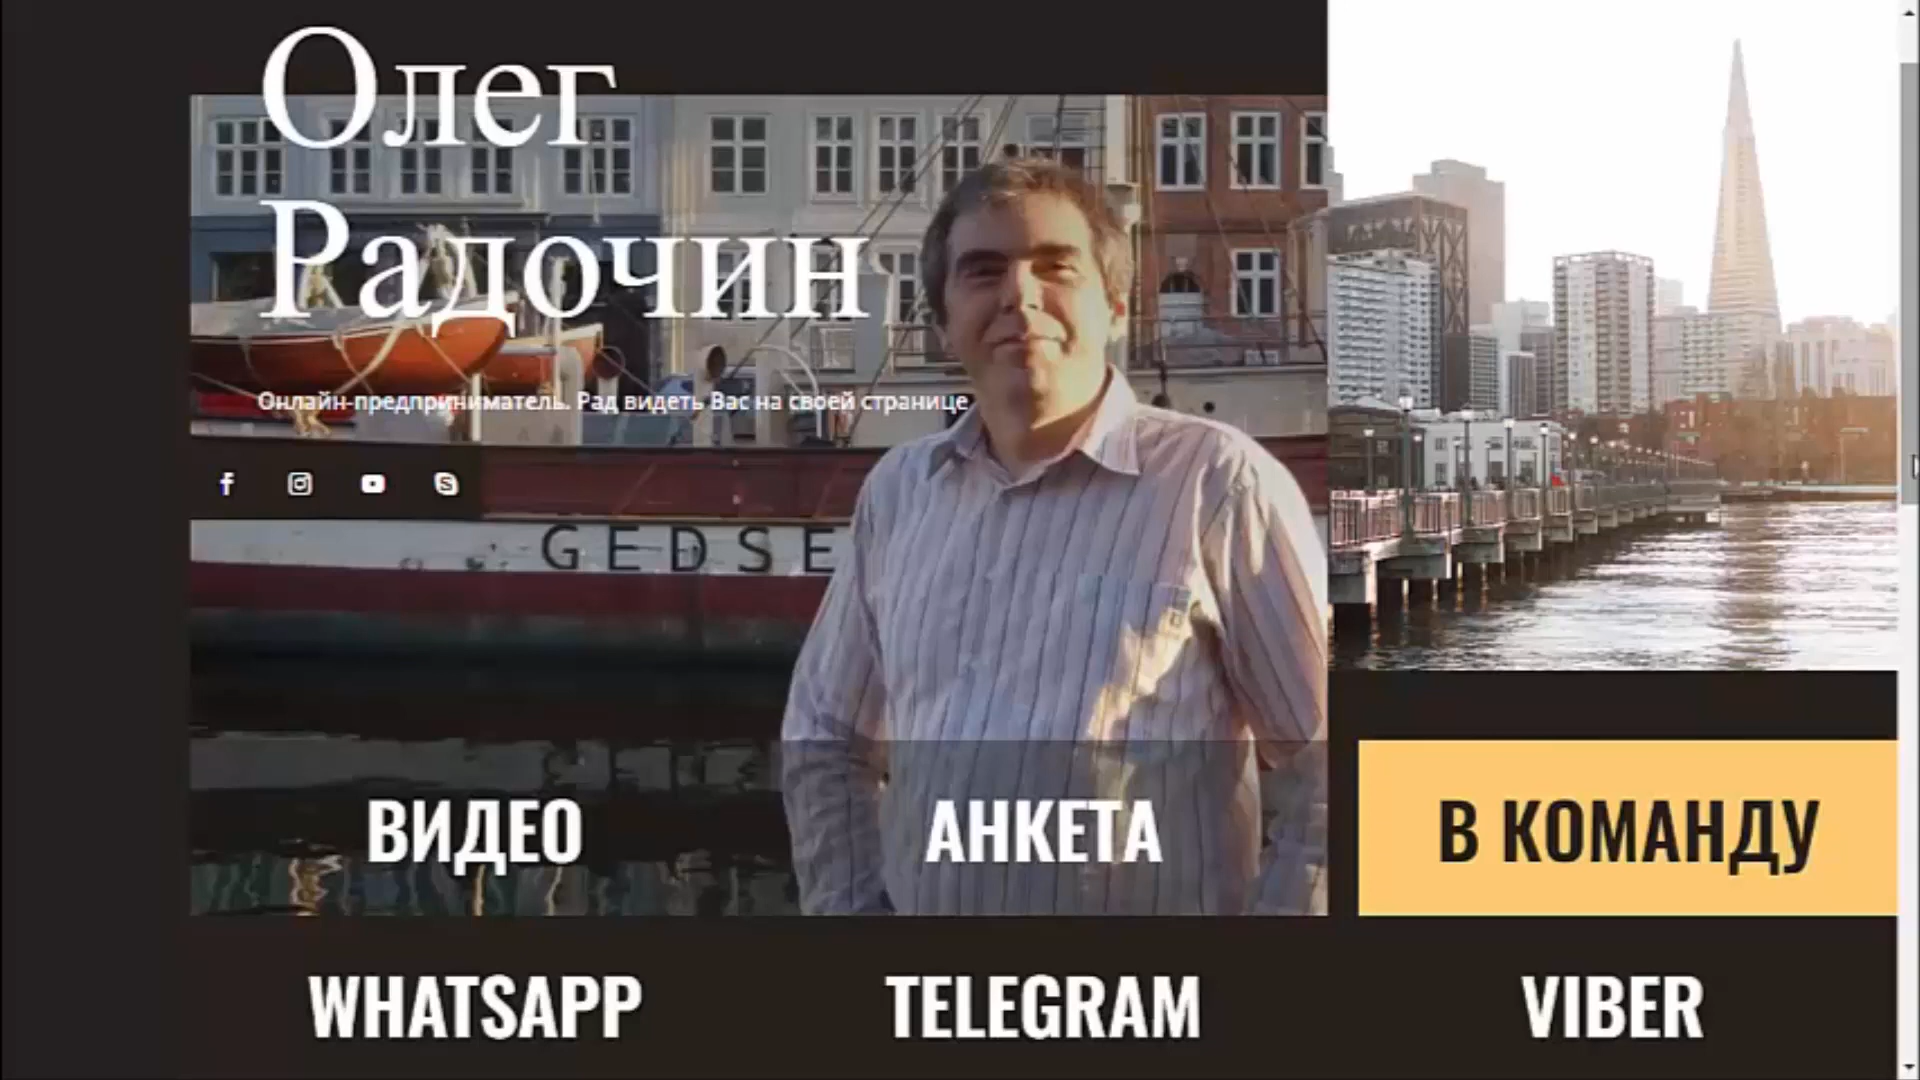 Олег
Радочин
Онлайн-предприниматель. Рад видеть Вас на своей странице
GEDSE
ВИДЕО
АНКЕТА
В КОМАНДУ
WHATSAPP
TELEGRAM
VIBER